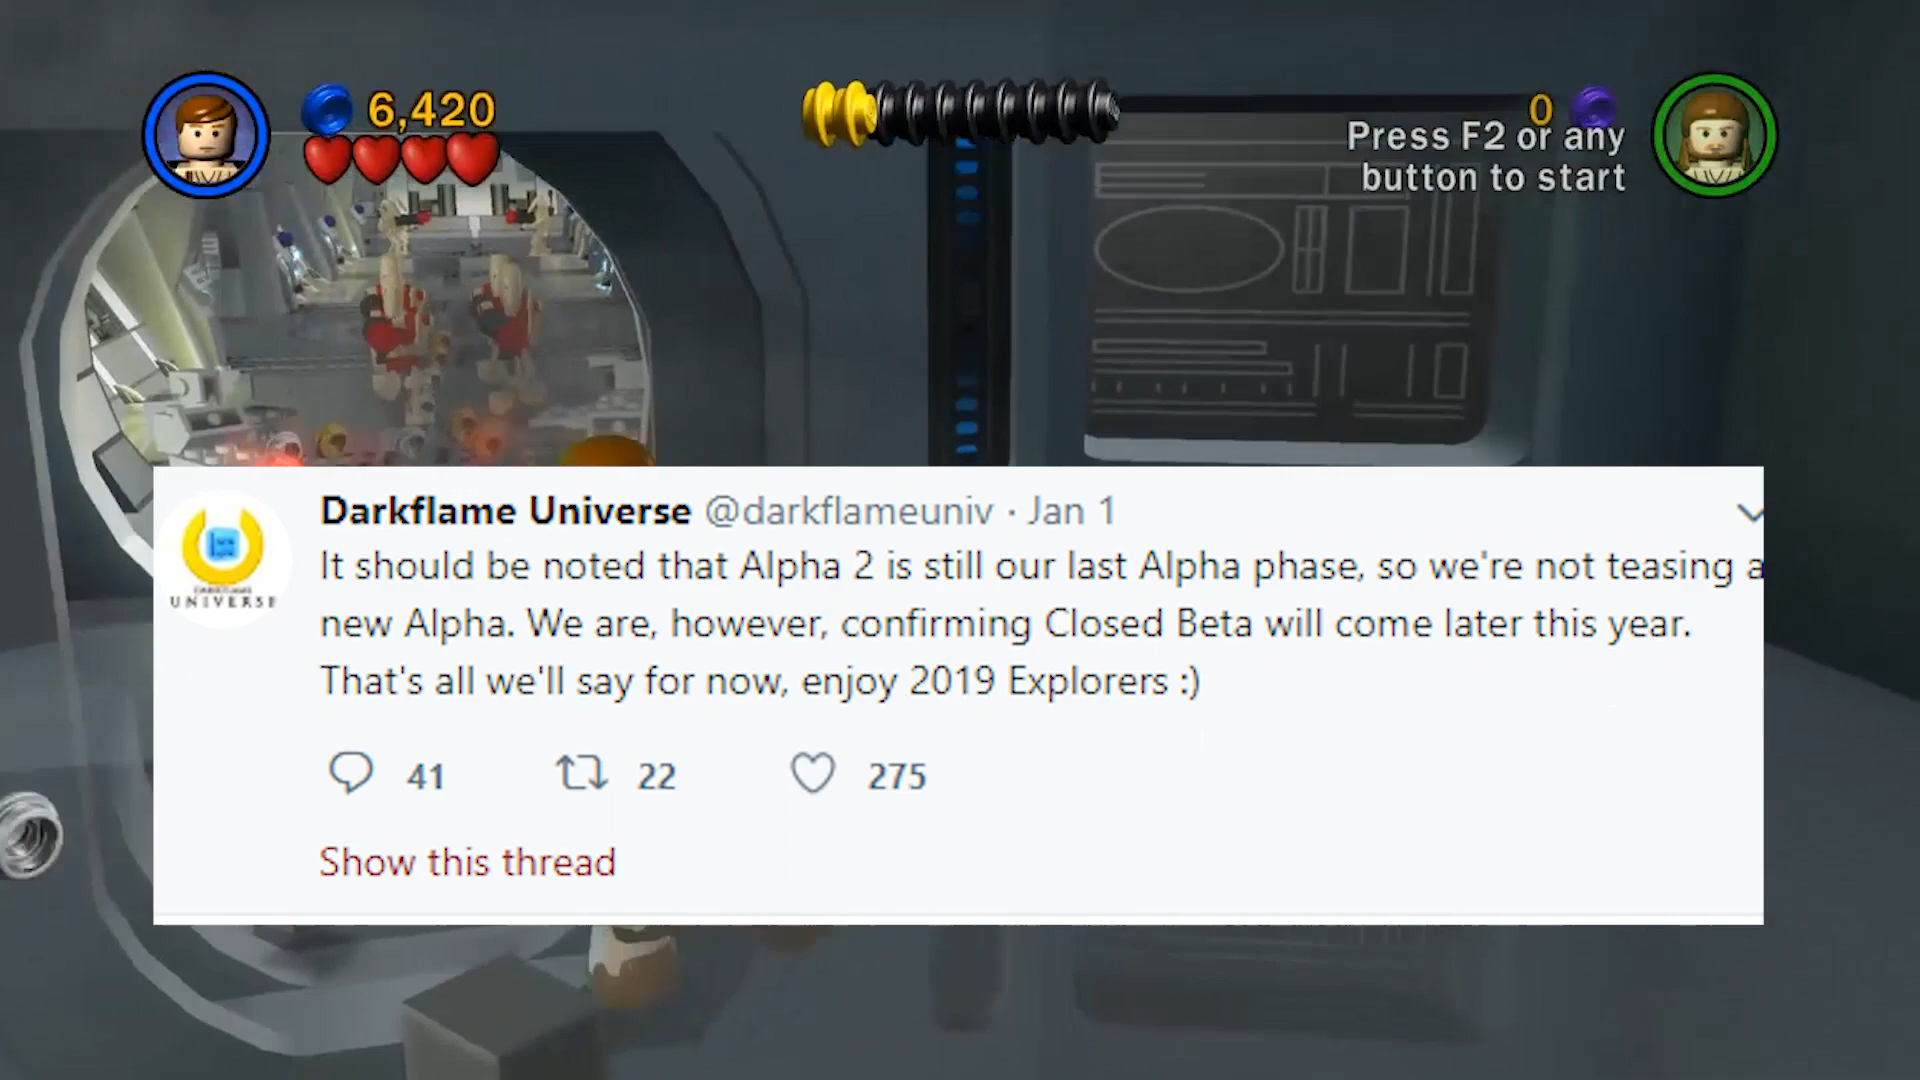 6,420
0
Press F2 or any
button to start
Darkflame Universe @darkflameuniv · Jan 1
It should be noted that Alpha 2 is still our last Alpha phase, so we're not teasing a
new Alpha. We are, however, confirming Closed Beta will come later this year.
That's all we'll say for now, enjoy 2019 Explorers :)
UNIVERSE
41 22 275
Show this thread